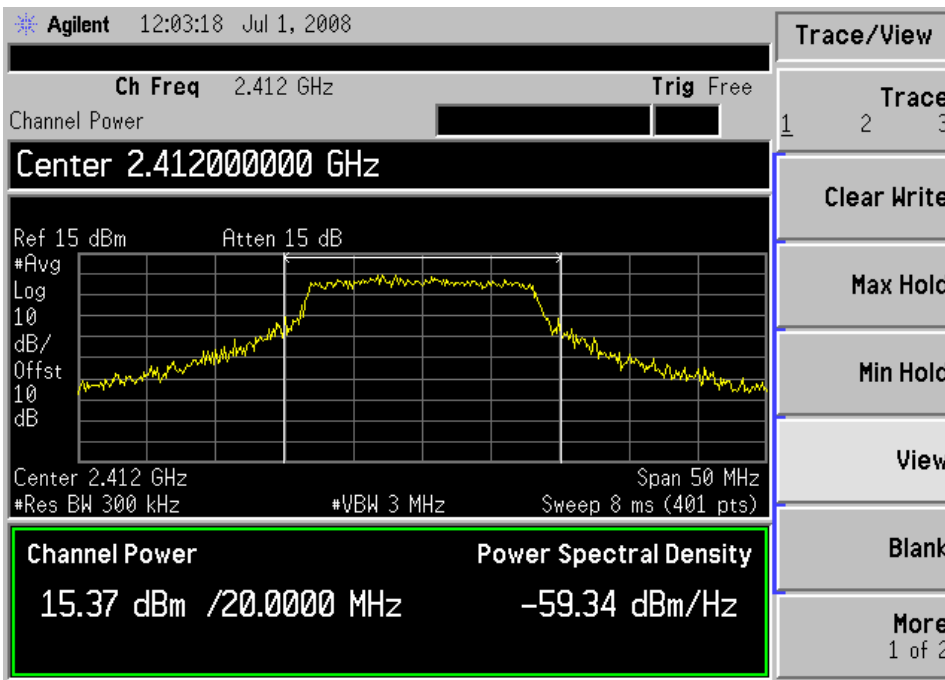 Agilent 12:03:18 Jul 1, 2008
Trace/View
Ch Freq 2.412 GHz Trig Free
Channel Power
Trace
1 2 3
Center 2.412000000 GHz
Clear Write
Ref 15 dBm Atten 15 dB
#Avg
Log
10
dB/
Offst
10
dB
Max Hold
Min Hold
View
Center 2.412 GHz Span 50 MHz
#Res BW 300 kHz #VBW 3 MHz Sweep 8 ms (401 pts)
Channel Power Power Spectral Density
15.37 dBm /20.0000 MHz -59.34 dBm/Hz
Blank
More
1 of 2